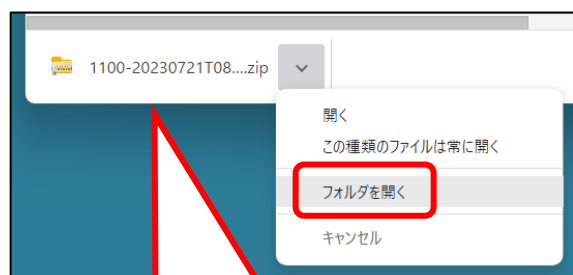 1100-20230721T08....zip
開く
この種類のファイルは常に開く
フォルダを開く
キャンセル